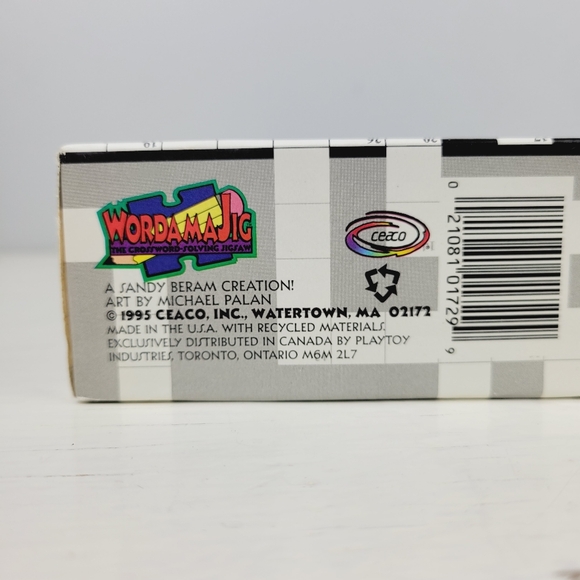 WORDAMAJIG
THE CROSSWORD-SOLVING JIGSAW
ceaco
A SANDY BERAM CREATION!
ART BY MICHAEL PALAN
© 1995 CEACO, INC., WATERTOWN, MA 02172
MADE IN THE U.S.A. WITH RECYCLED MATERIALS.
EXCLUSIVELY DISTRIBUTED IN CANADA BY PLAYTOY
INDUSTRIES, TORONTO, ONTARIO M6M 2L7
0 21081 01729 9